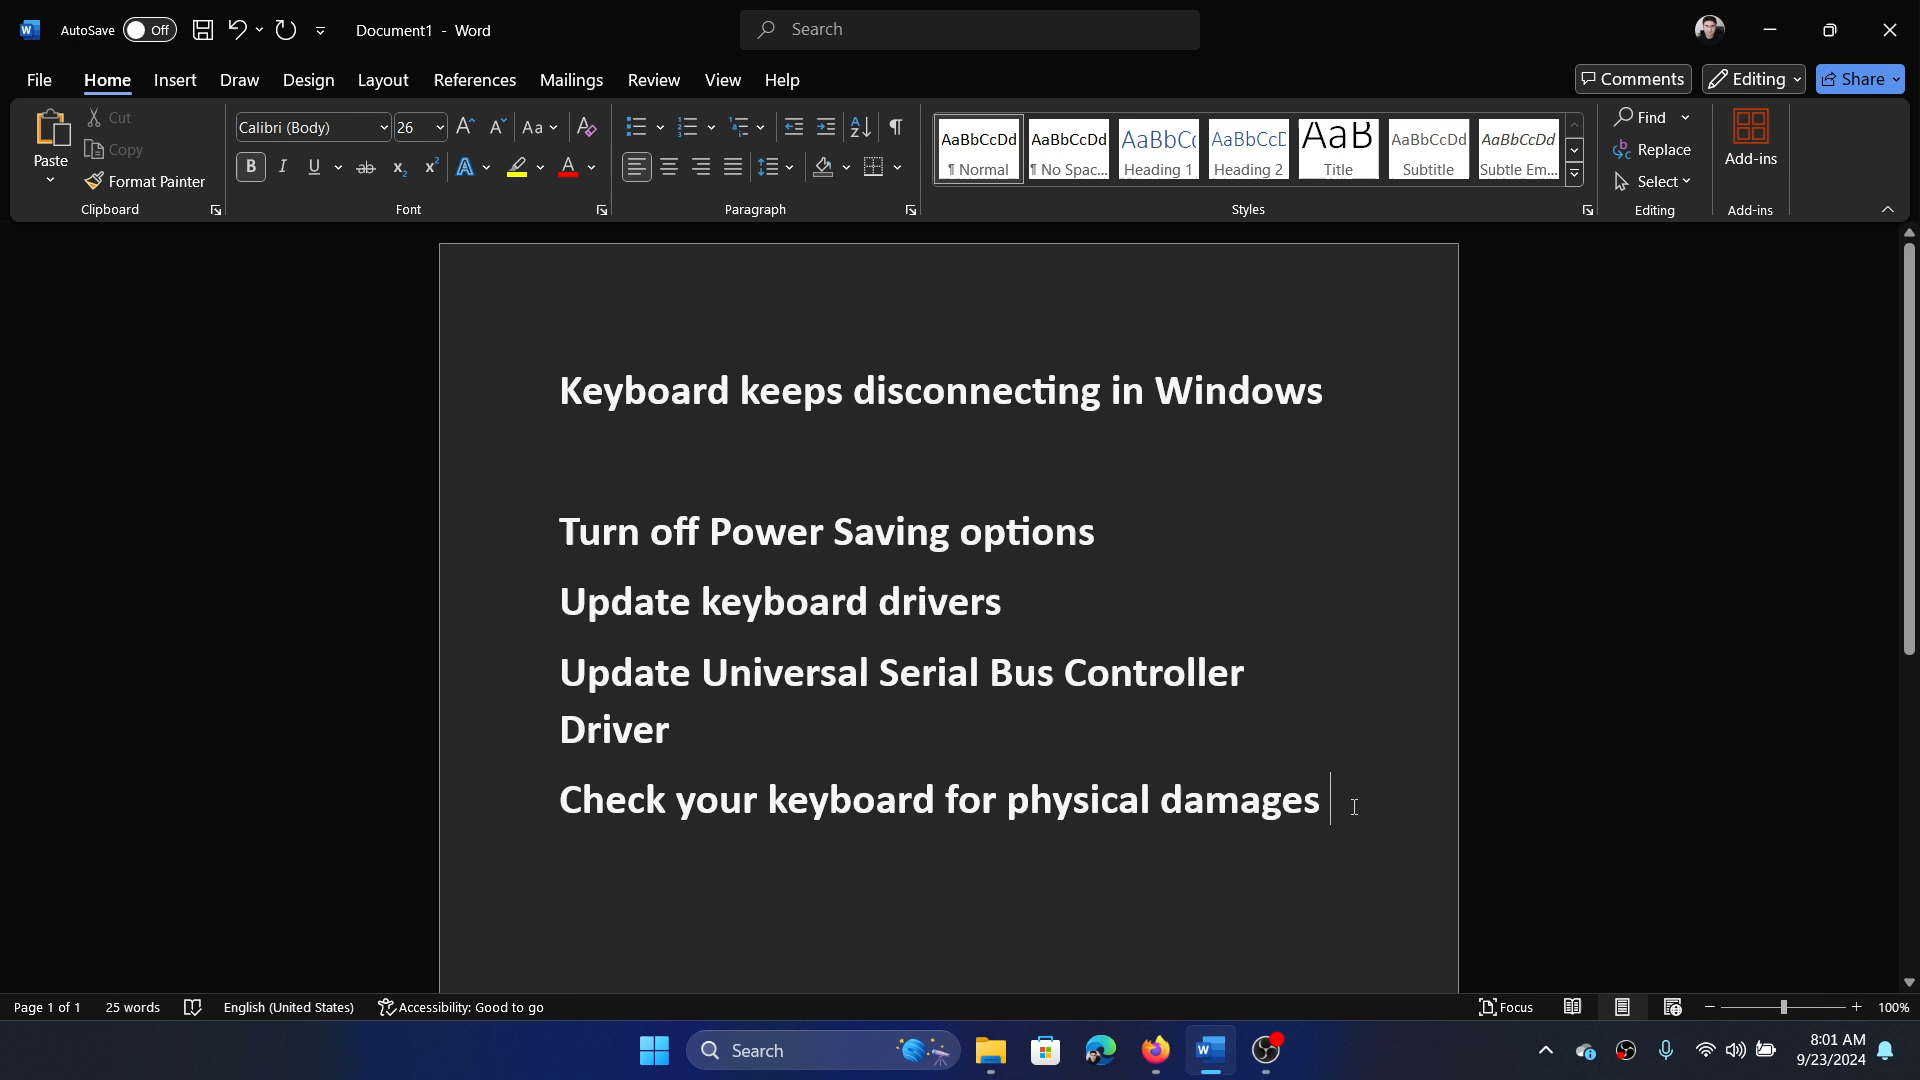 AutoSave Off Document1 - Word Search
File Home Insert Draw Design Layout References Mailings Review View Help Comments Editing Share
Paste Cut Copy Format Painter
Calibri (Body) 26 Aa
B I U ab x₂ x² A A
AaBbCcDd AaBbCcDd AaBbCc AaBbCcD AaB AaBbCcDd AaBbCcDd
¶ Normal ¶ No Spac... Heading 1 Heading 2 Title Subtitle Subtle Em...
Find Replace Select Add-ins
Clipboard Font Paragraph Styles Editing Add-ins
Keyboard keeps disconnecting in Windows
Turn off Power Saving options
Update keyboard drivers
Update Universal Serial Bus Controller
Driver
Check your keyboard for physical damages
Page 1 of 1 25 words English (United States) Accessibility: Good to go Focus 100%
Search 8:01 AM
9/23/2024